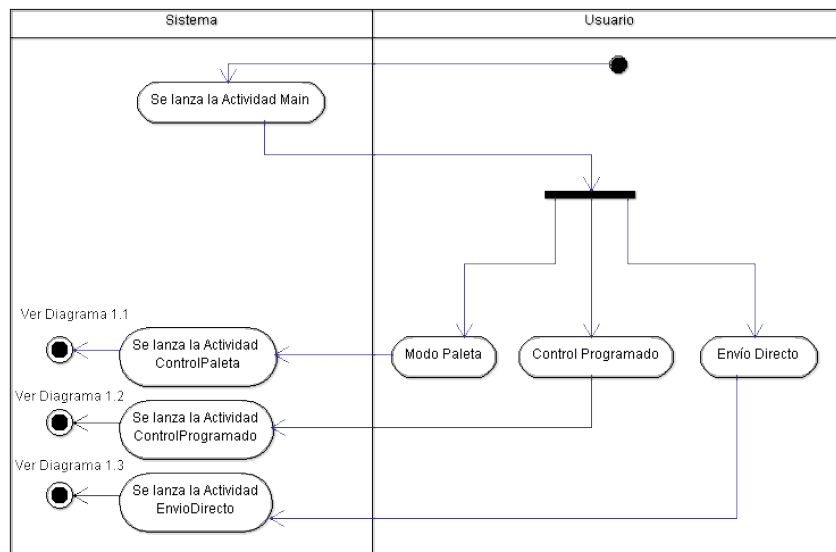 Sistema
Usuario
Se lanza la Actividad Main
Ver Diagrama 1.1
Se lanza la Actividad
ControlPaleta
Modo Paleta
Control Programado
Envío Directo
Ver Diagrama 1.2
Se lanza la Actividad
ControlProgramado
Ver Diagrama 1.3
Se lanza la Actividad
EnvioDirecto